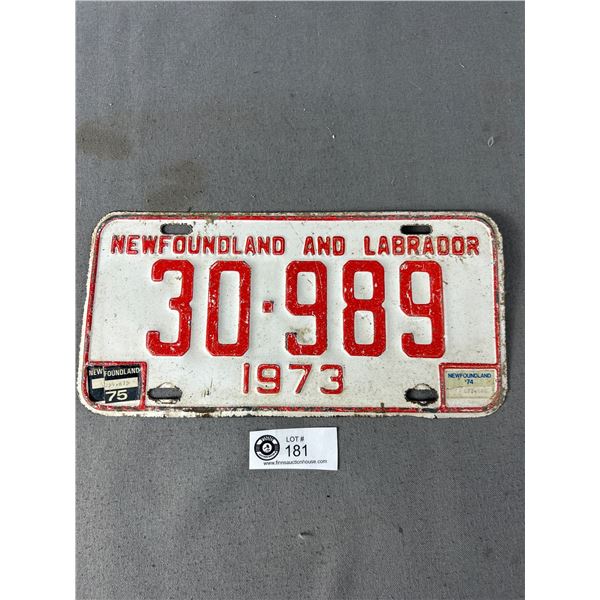 NEWFOUNDLAND AND LABRADOR
30·989
1973
NEWFOUNDLAND
75
NEWFOUNDLAND
'74
LOT #
181
www.finnsauctionhouse.com